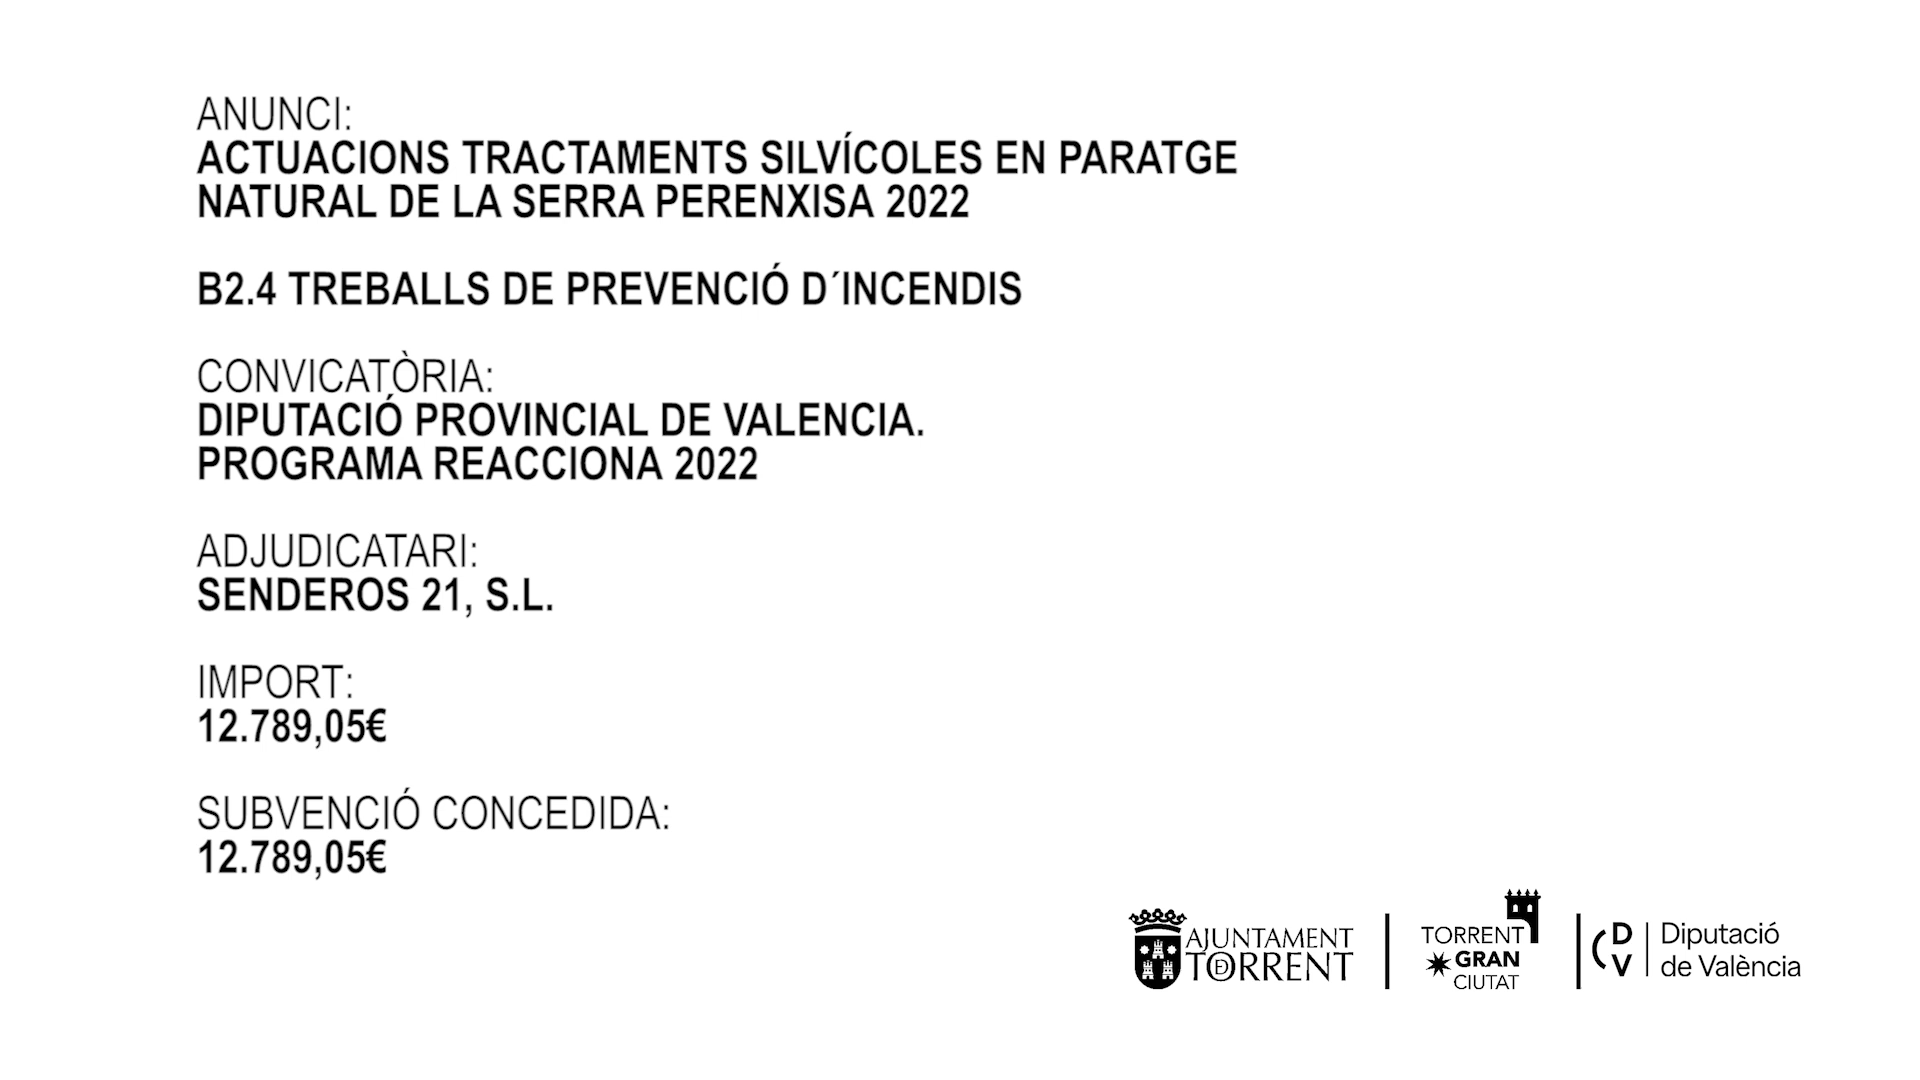 ANUNCI:
ACTUACIONS TRACTAMENTS SILVÍCOLES EN PARATGE
NATURAL DE LA SERRA PERENXISA 2022
B2.4 TREBALLS DE PREVENCIÓ D´INCENDIS
CONVICATÒRIA:
DIPUTACIÓ PROVINCIAL DE VALENCIA.
PROGRAMA REACCIONA 2022
ADJUDICATARI:
SENDEROS 21, S.L.
IMPORT:
12.789,05€
SUBVENCIÓ CONCEDIDA:
12.789,05€
AJUNTAMENT
DE TORRENT
TORRENT
GRAN
CIUTAT
DV
Diputació
de València